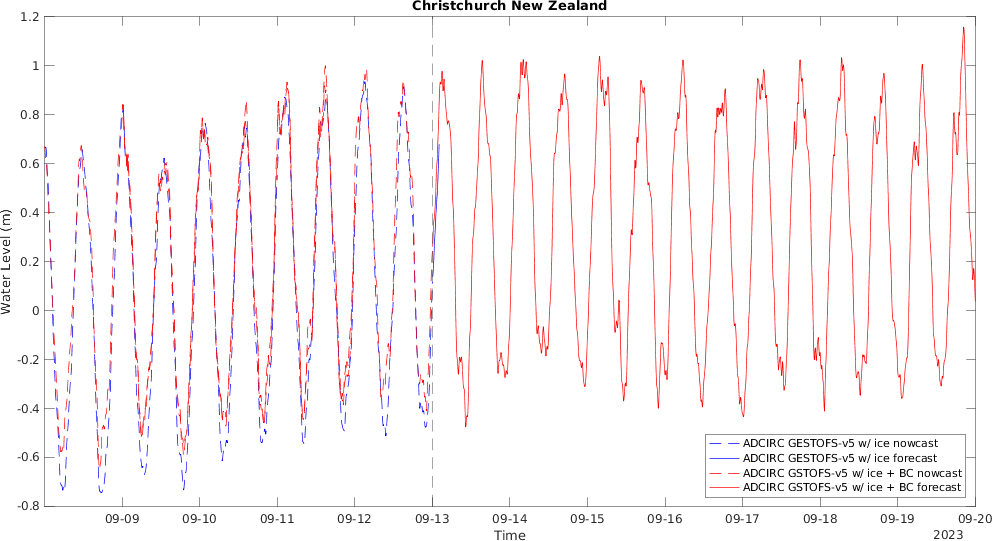 Christchurch New Zealand
1.2
1
0.8
0.6
0.4
0.2
0
-0.2
-0.4
-0.6
-0.8
Water Level (m)
ADCIRC GESTOFS-v5 w/ ice nowcast
ADCIRC GESTOFS-v5 w/ ice forecast
ADCIRC GSTOFS-v5 w/ ice + BC nowcast
ADCIRC GSTOFS-v5 w/ ice + BC forecast
09-09 09-10 09-11 09-12 09-13 09-14 09-15 09-16 09-17 09-18 09-19 09-20
Time
2023